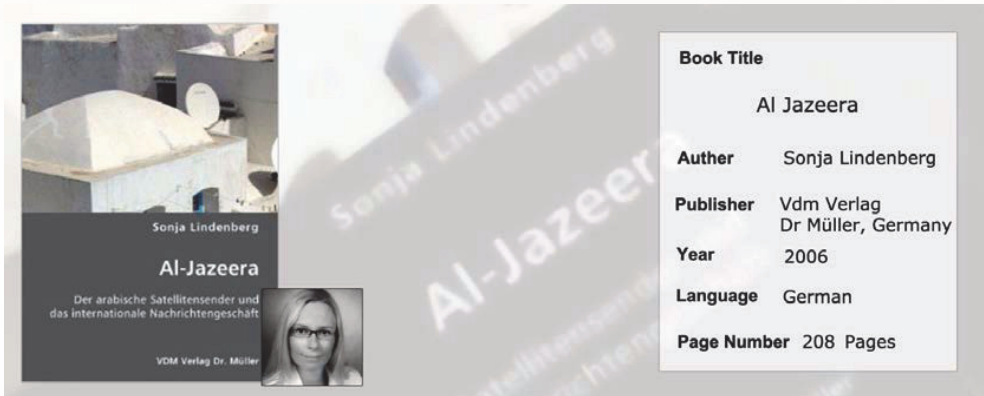 Sonja Lindenberg
Al-Jazeera
Der arabische Satellitensender und
das internationale Nachrichtengeschäft
VDM Verlag Dr. Müller
Sonja Lindenberg
Al-Jazeera
Book Title
Al Jazeera
Auther Sonja Lindenberg
Publisher Vdm Verlag
Dr Müller, Germany
Year 2006
Language German
Page Number 208 Pages